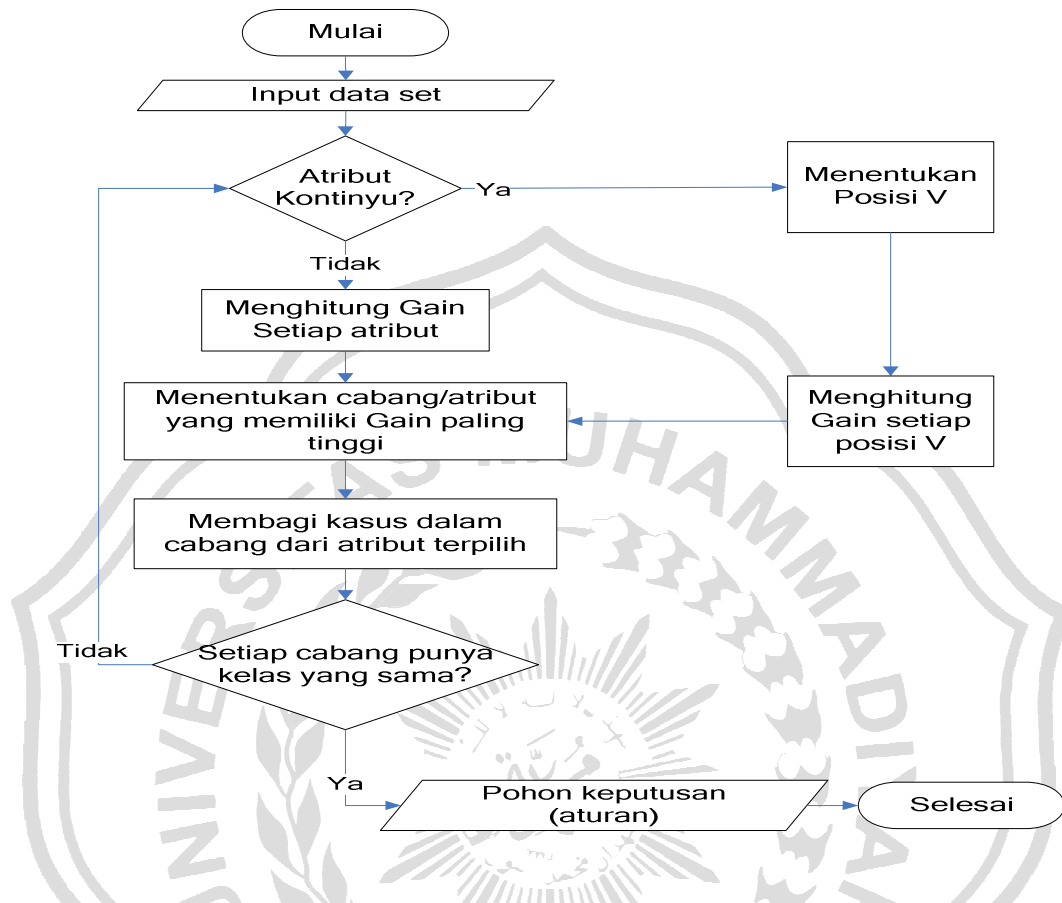 Mulai
Input data set
Atribut
Kontinyu?
Ya
Menentukan
Posisi V
Tidak
Menghitung Gain
Setiap atribut
Menentukan cabang/atribut
yang memiliki Gain paling
tinggi
Menghitung
Gain setiap
posisi V
Membagi kasus dalam
cabang dari atribut terpilih
Tidak
Setiap cabang punya
kelas yang sama?
Ya
Pohon keputusan
(aturan)
Selesai
UNIVERSITAS MUHAMMADIYAH